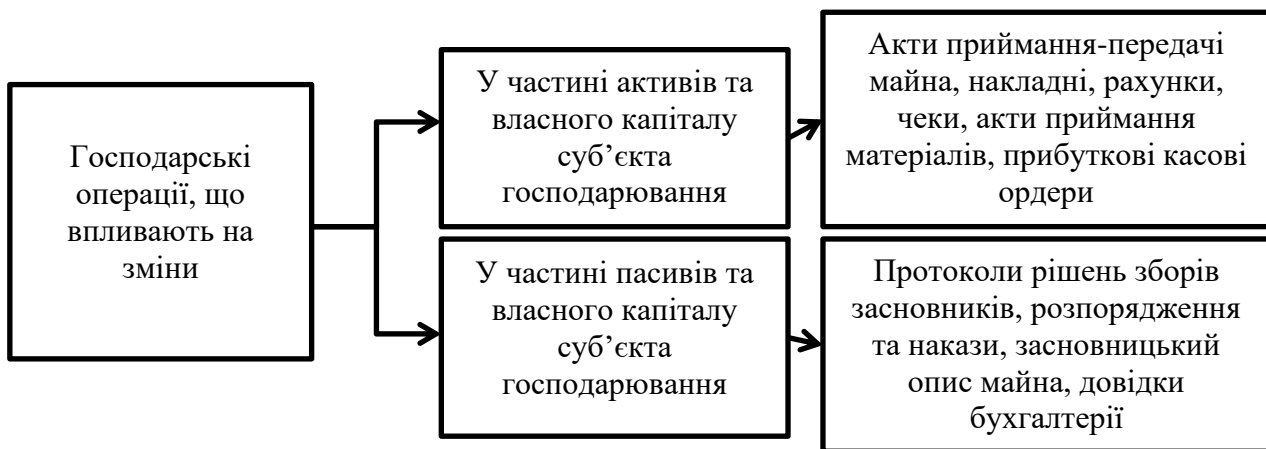 Господарські
операції, що
впливають на
зміни
У частині активів та
власного капіталу
суб’єкта
господарювання
Акти приймання-передачі
майна, накладні, рахунки,
чеки, акти приймання
матеріалів, прибуткові касові
ордери
У частині пасивів та
власного капіталу
суб’єкта
господарювання
Протоколи рішень зборів
засновників, розпорядження
та накази, засновницький
опис майна, довідки
бухгалтерії